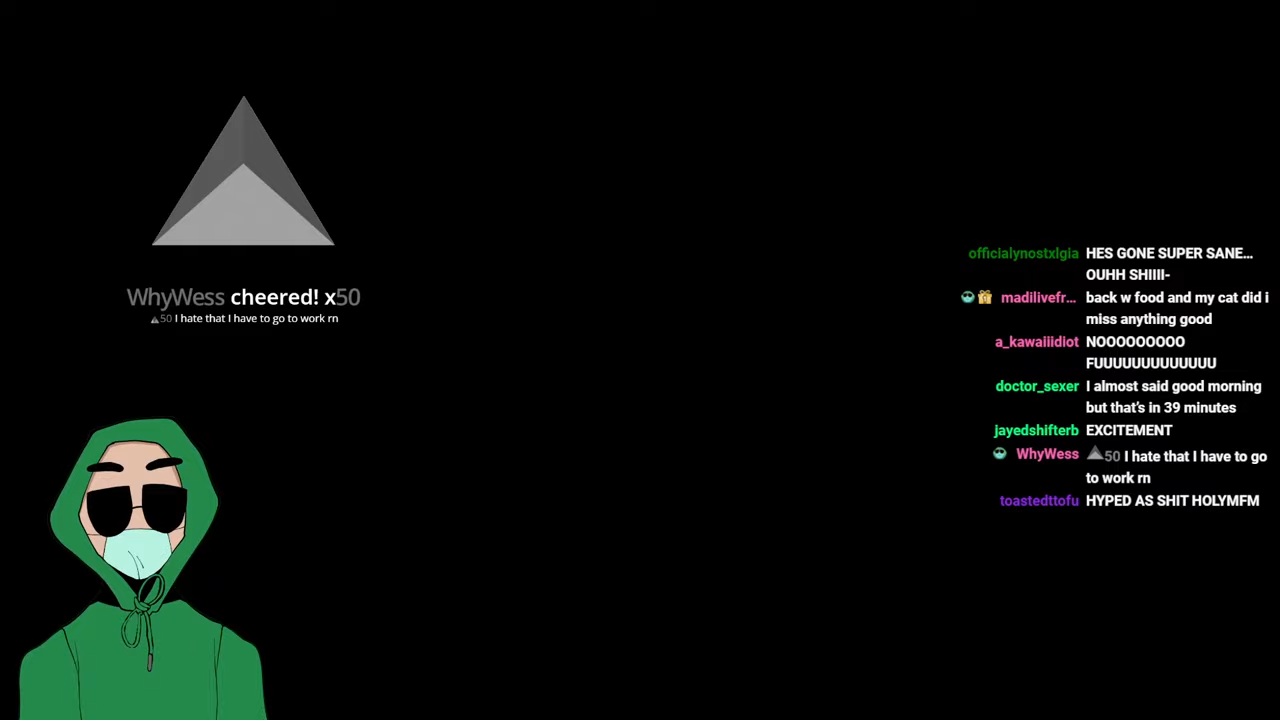 WhyWess cheered! x50
50 I hate that I have to go to work rn
officialynostxlgia HES GONE SUPER SANE...
OUHH SHIIII-
madilivefr... back w food and my cat did i
miss anything good
a_kawaiiidiot NOOOOOOOOO
FUUUUUUUUUUUUU
doctor_sexer I almost said good morning
but that's in 39 minutes
jayedshifterb EXCITEMENT
WhyWess 50 I hate that I have to go
to work rn
toastedttofu HYPED AS SHIT HOLYMFM